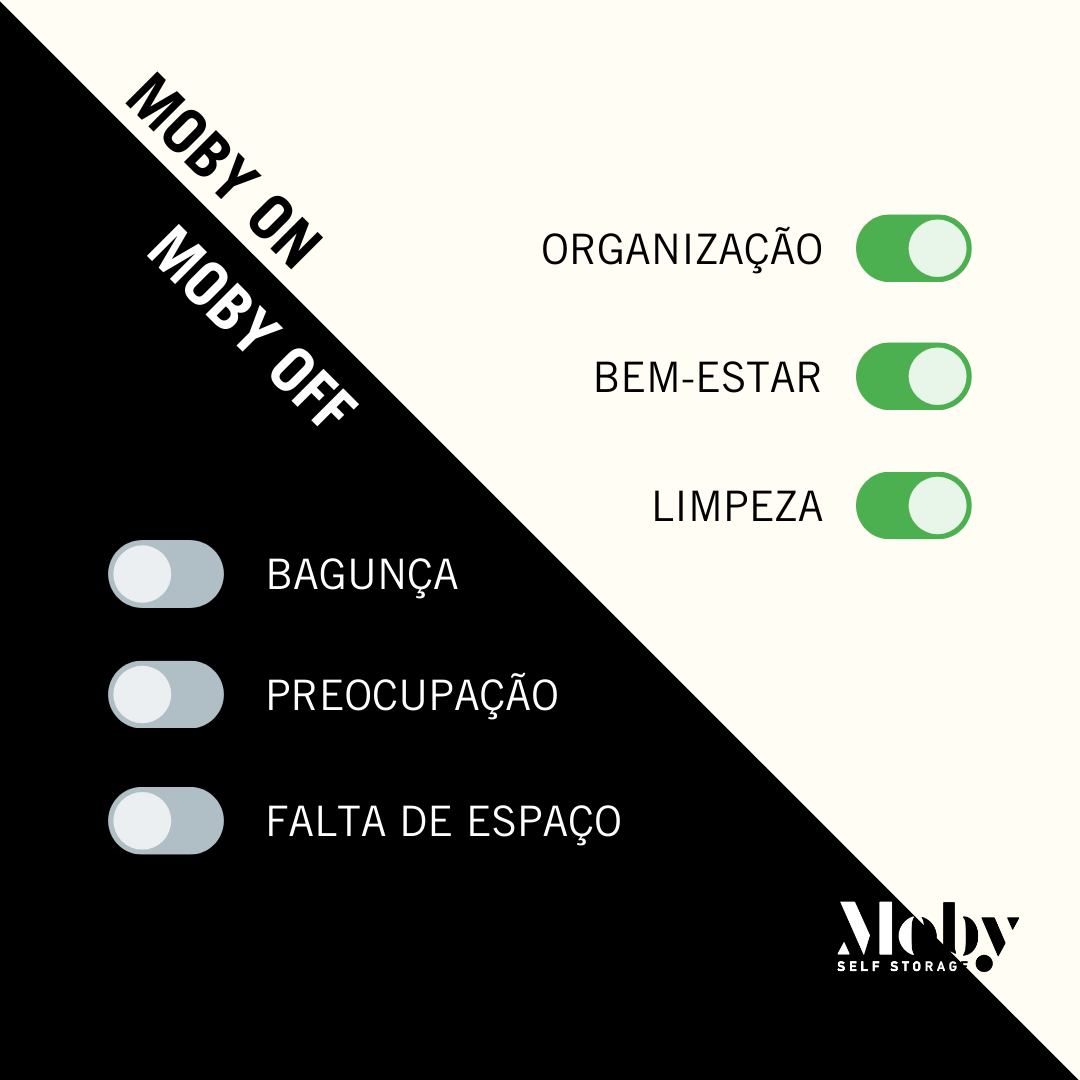 MOBY ON
MOBY OFF
ORGANIZAÇÃO
BEM-ESTAR
LIMPEZA
BAGUNÇA
PREOCUPAÇÃO
FALTA DE ESPAÇO
Moby
SELF STORAGE